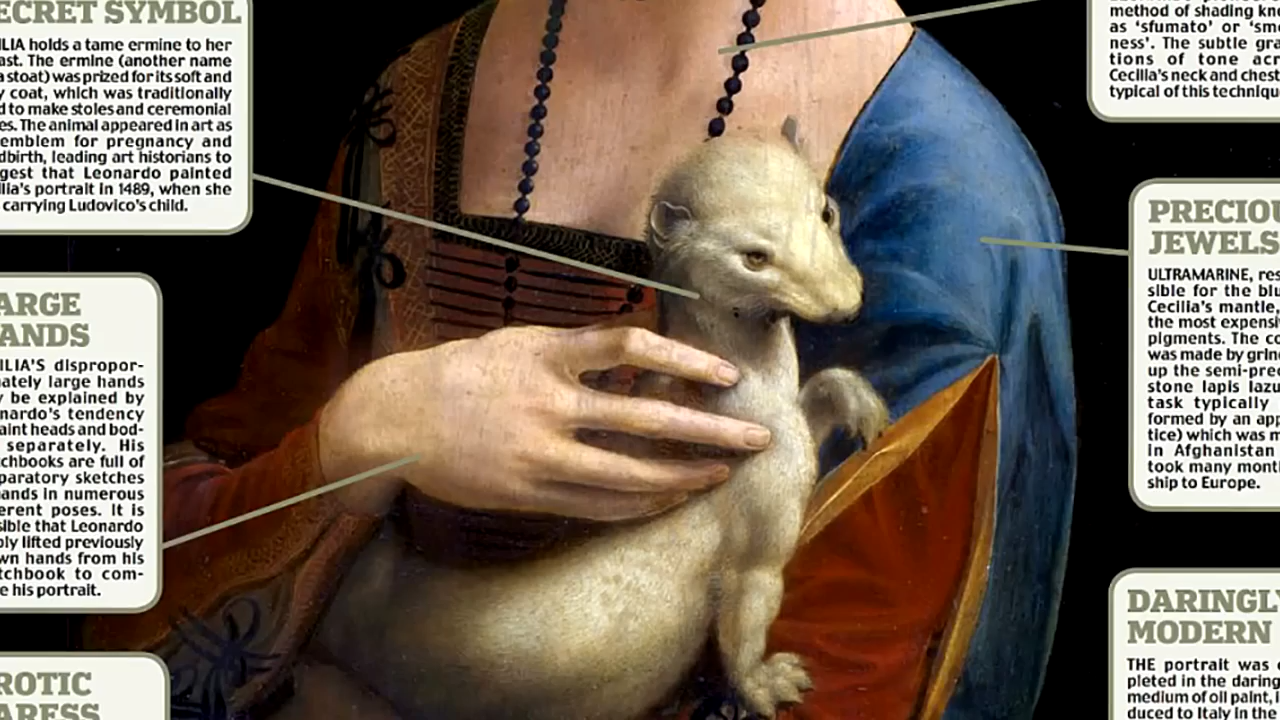 ECRET SYMBOL
ILIA holds a tame ermine to her
ast. The ermine (another name
a stoat) was prized for its soft and
y coat, which was traditionally
d to make stoles and ceremonial
es. The animal appeared in art as
emblem for pregnancy and
dbirth, leading art historians to
gest that Leonardo painted
lia's portrait in 1489, when she
carrying Ludovico's child.
ARGE
ANDS
ILIA'S dispropor-
ately large hands
y be explained by
nardo's tendency
aint heads and bod-
separately. His
tchbooks are full of
paratory sketches
ands in numerous
erent poses. It is
sible that Leonardo
ply lifted previously
wn hands from his
tchbook to com-
e his portrait.
ROTIC
ARESS
method of shading kno
as 'sfumato' or 'smo
ness'. The subtle gra
tions of tone acr
Cecilia's neck and chest
typical of this technique
PRECIOU
JEWELS
ULTRAMARINE, res
sible for the blu
Cecilia's mantle,
the most expensi
pigments. The co
was made by grin
up the semi-prec
stone lapis lazu
task typically
formed by an app
tice) which was m
in Afghanistan
took many mont
ship to Europe.
DARINGLY
MODERN
THE portrait was c
pleted in the daring
medium of oil paint, i
duced to Italy in the